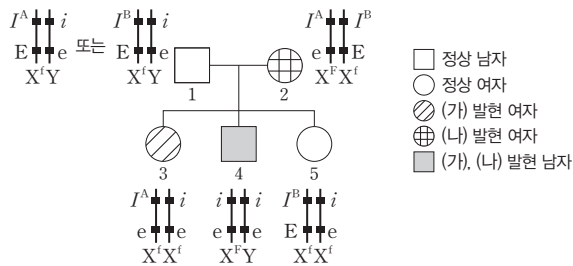 I^A i 또는 I^B i I^A I^B
E e E e e E
X^f Y X^f Y X^F X^f
1 2
정상 남자
정상 여자
(가) 발현 여자
(나) 발현 여자
(가), (나) 발현 남자
3 4 5
I^A i i i I^B i
e e e e E e
X^f X^f X^F Y X^f X^f